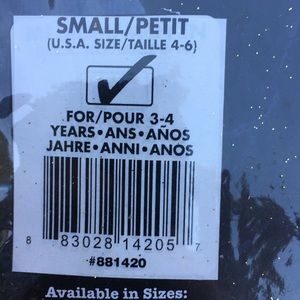 SMALL/PETIT
(U.S.A. SIZE/TAILLE 4-6)
FOR/POUR 3-4
YEARS•ANS•AÑOS
JAHRE•ANNI•ANOS
8 83028 14205 7
#881420
Available in Sizes: